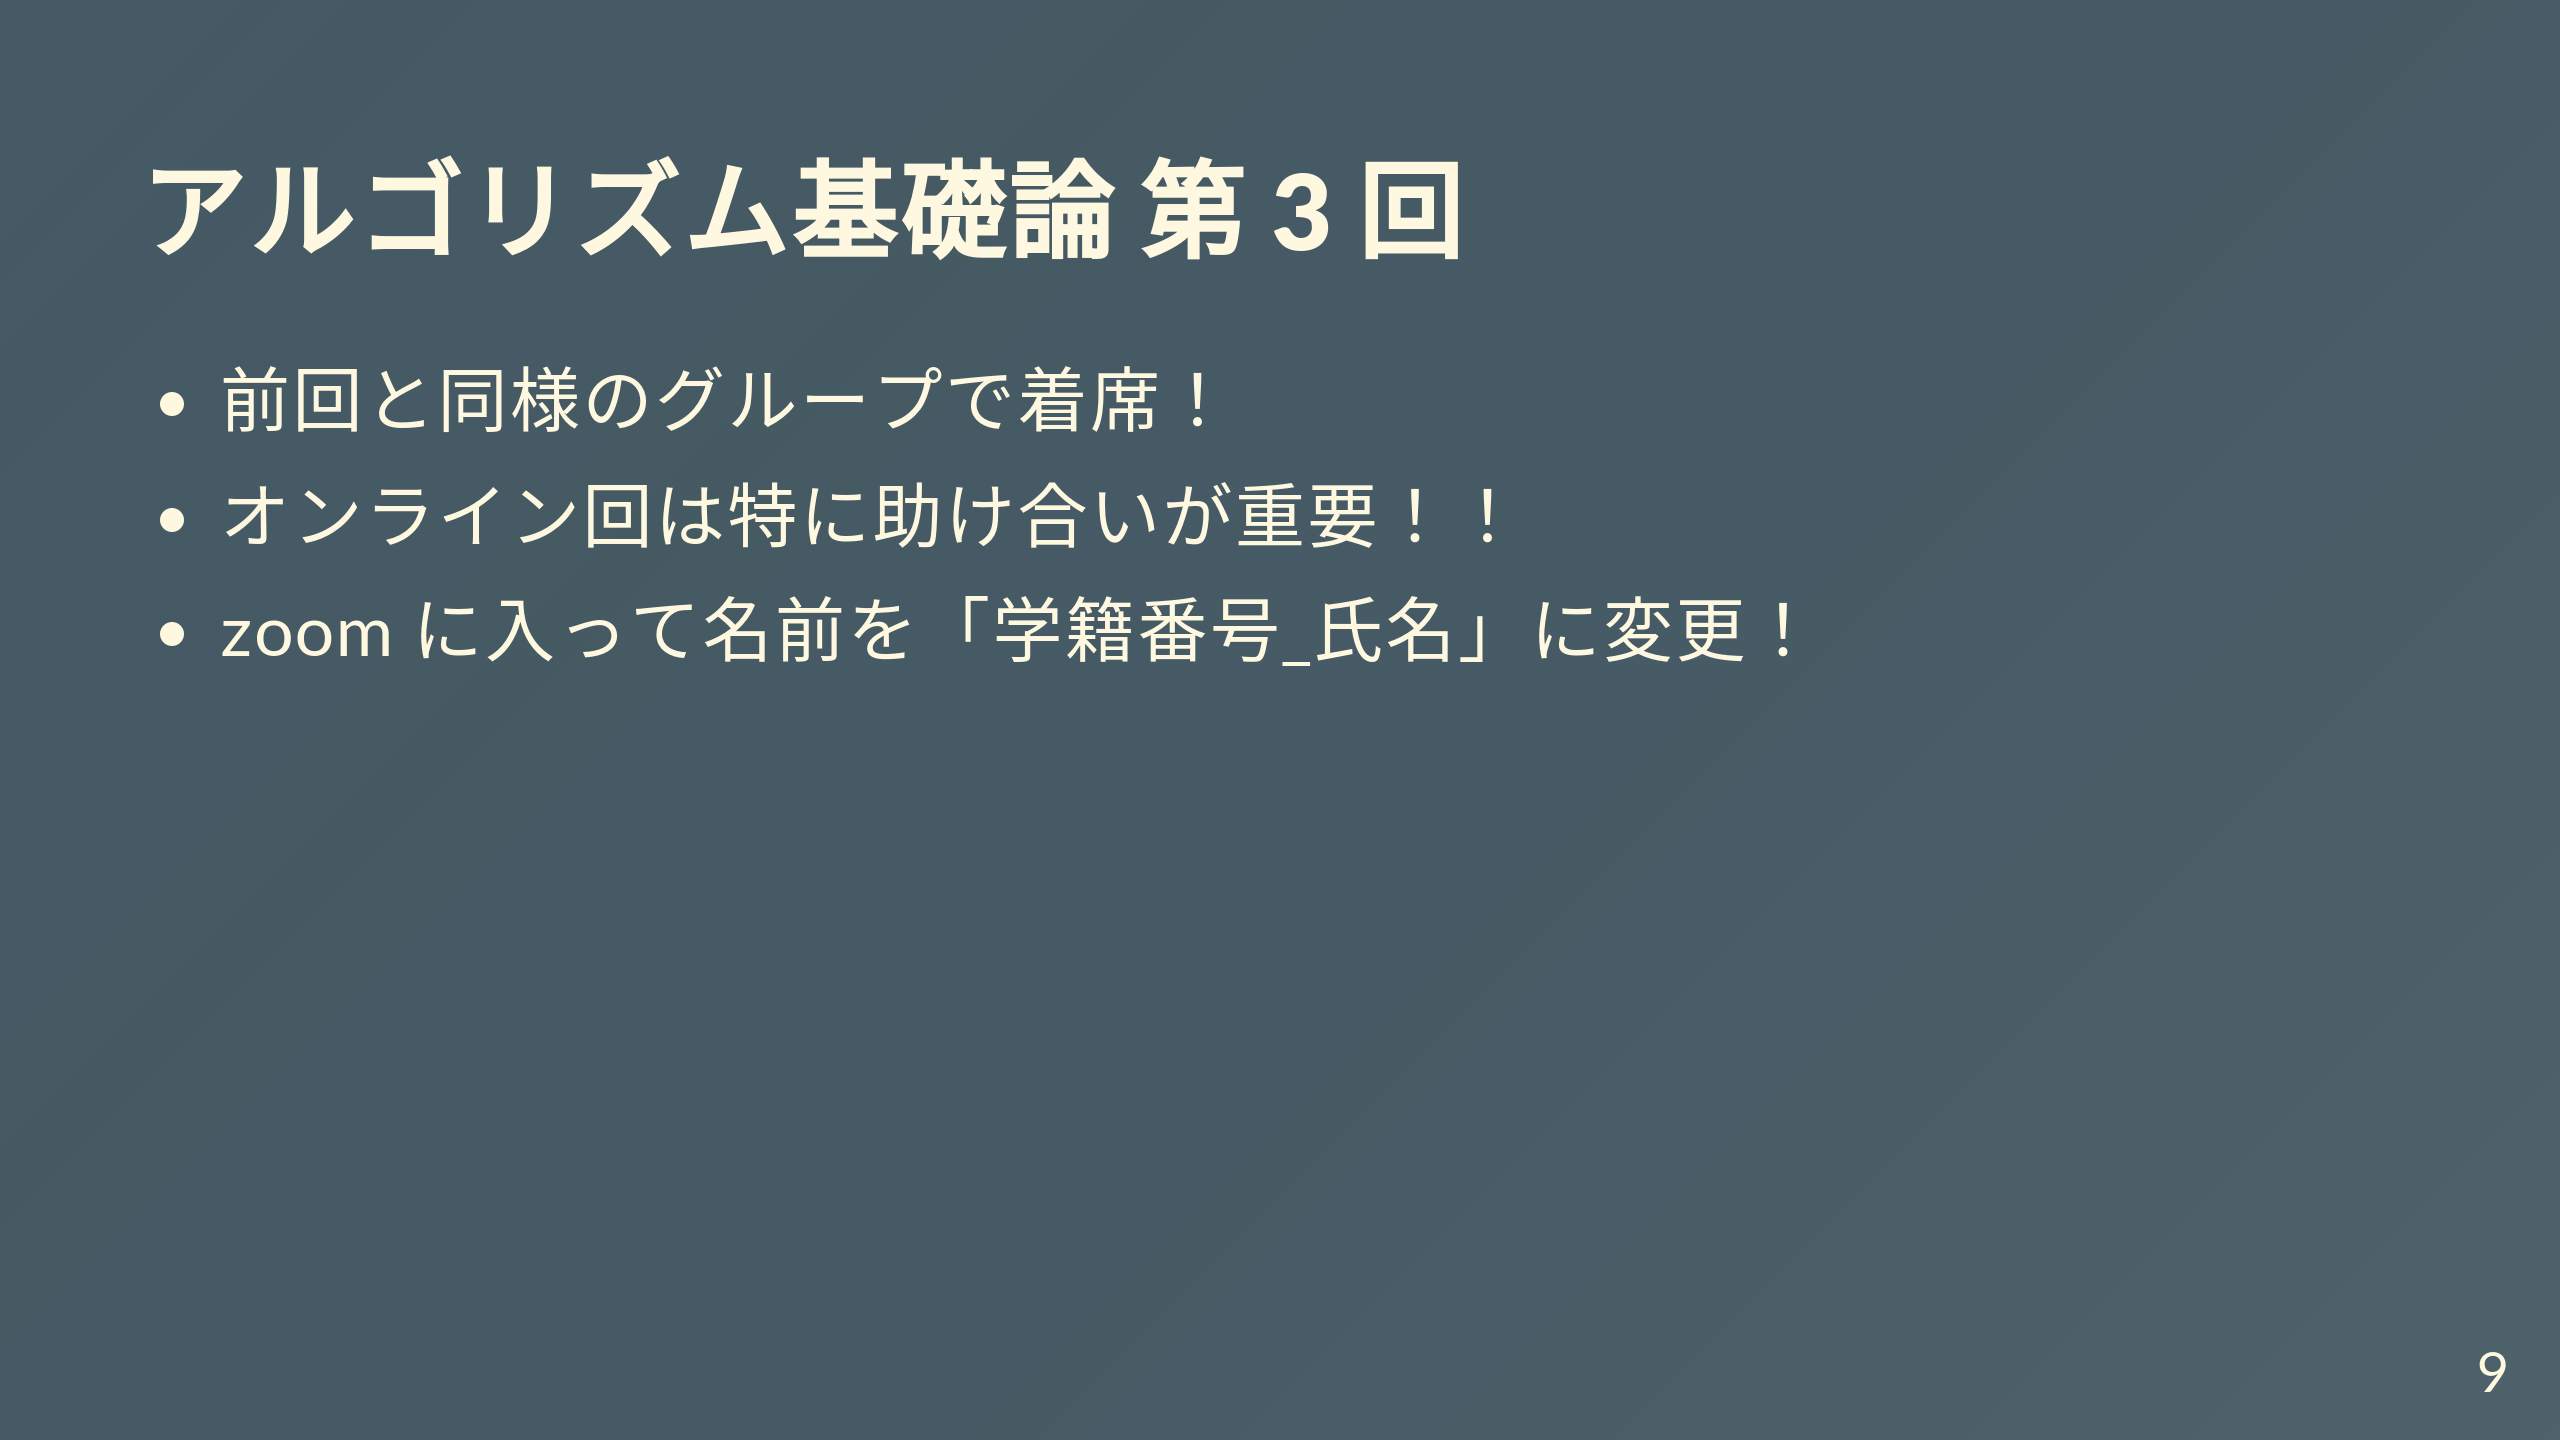 アルゴリズム基礎論 第 3 回
• 前回と同様のグループで着席！
• オンライン回は特に助け合いが重要！！
• zoom に入って名前を「学籍番号_氏名」に変更！
9